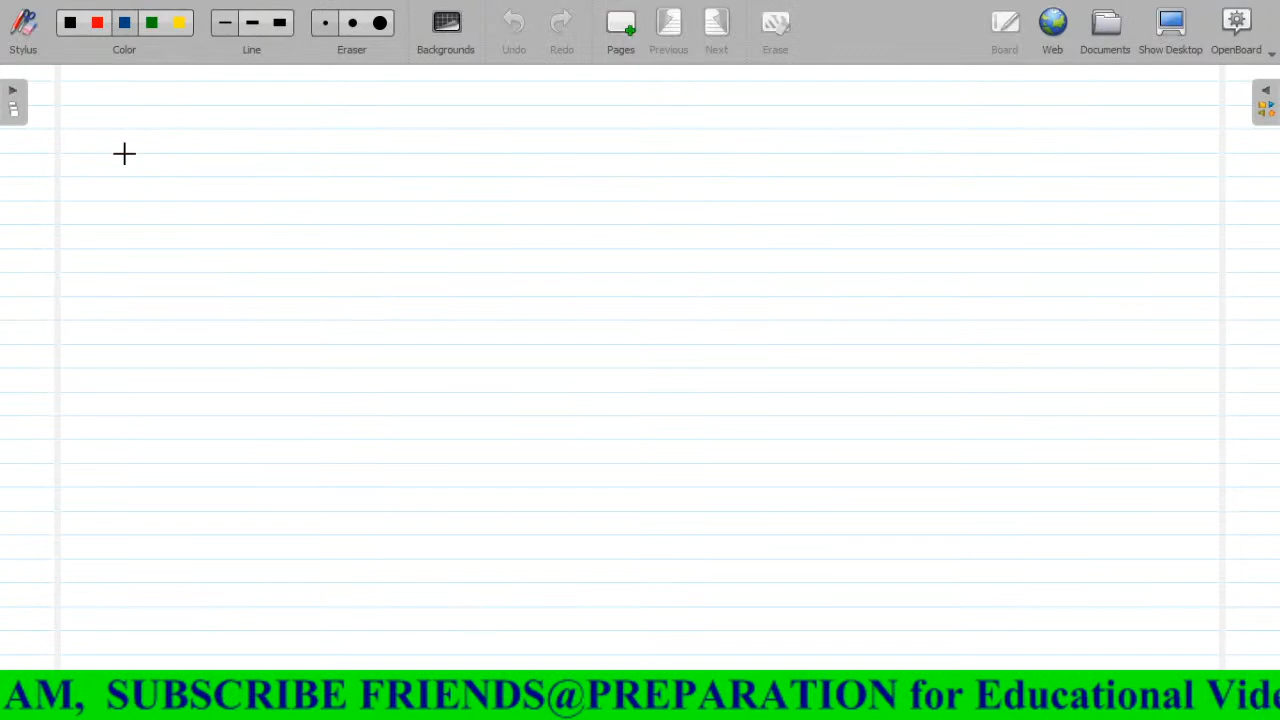 Stylus Color Line Eraser Backgrounds Undo Redo Pages Previous Next Erase Board Web Documents Show Desktop OpenBoard
AM, SUBSCRIBE FRIENDS@PREPARATION for Educational Vide